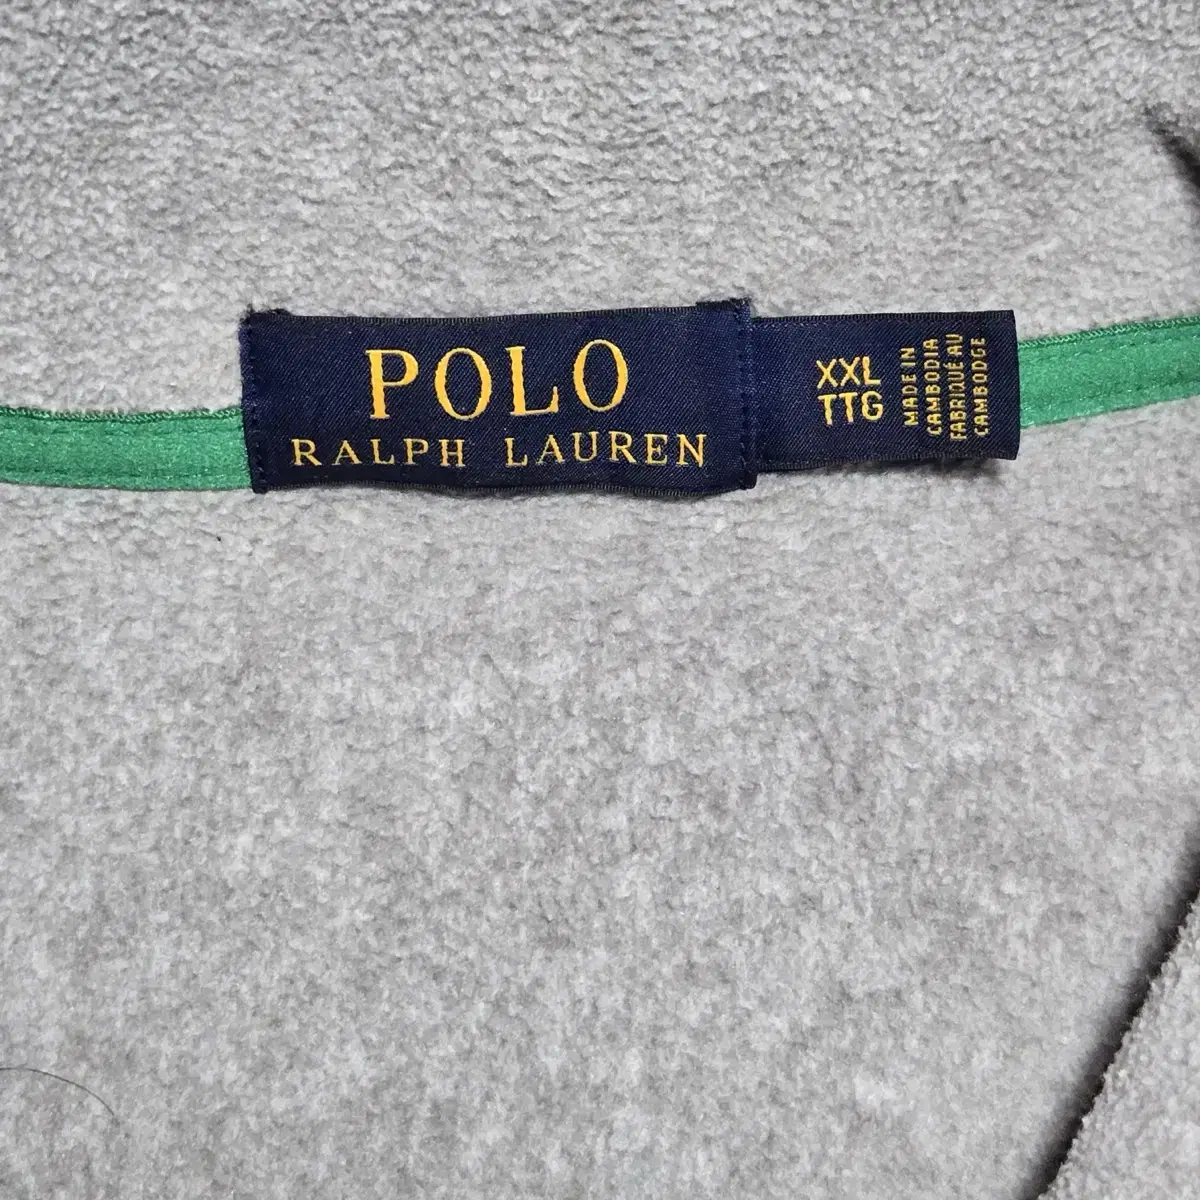 POLO
RALPH LAUREN
XXL
TTG
MADE IN
CAMBODIA
FABRIQUÉ AU
CAMBODGE